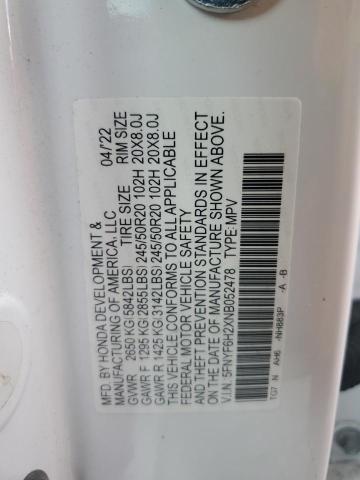 MFD. BY HONDA DEVELOPMENT & 04/'22
MANUFACTURING OF AMERICA, LLC
TIRE SIZE RIM SIZE
GVWR 2650 KG(5842LBS)
GAWR F 1295 KG(2855LBS) 245/50R20 102H 20X8.0J
GAWR R 1425 KG(3142LBS) 245/50R20 102H 20X8.0J
THIS VEHICLE CONFORMS TO ALL APPLICABLE
FEDERAL MOTOR VEHICLE SAFETY
AND THEFT PREVENTION STANDARDS IN EFFECT
ON THE DATE OF MANUFACTURE SHOWN ABOVE.
V.I.N. 5FNYF6H2XNB052478 TYPE: MPV
TG7 N AH6 -NH883P -A -B